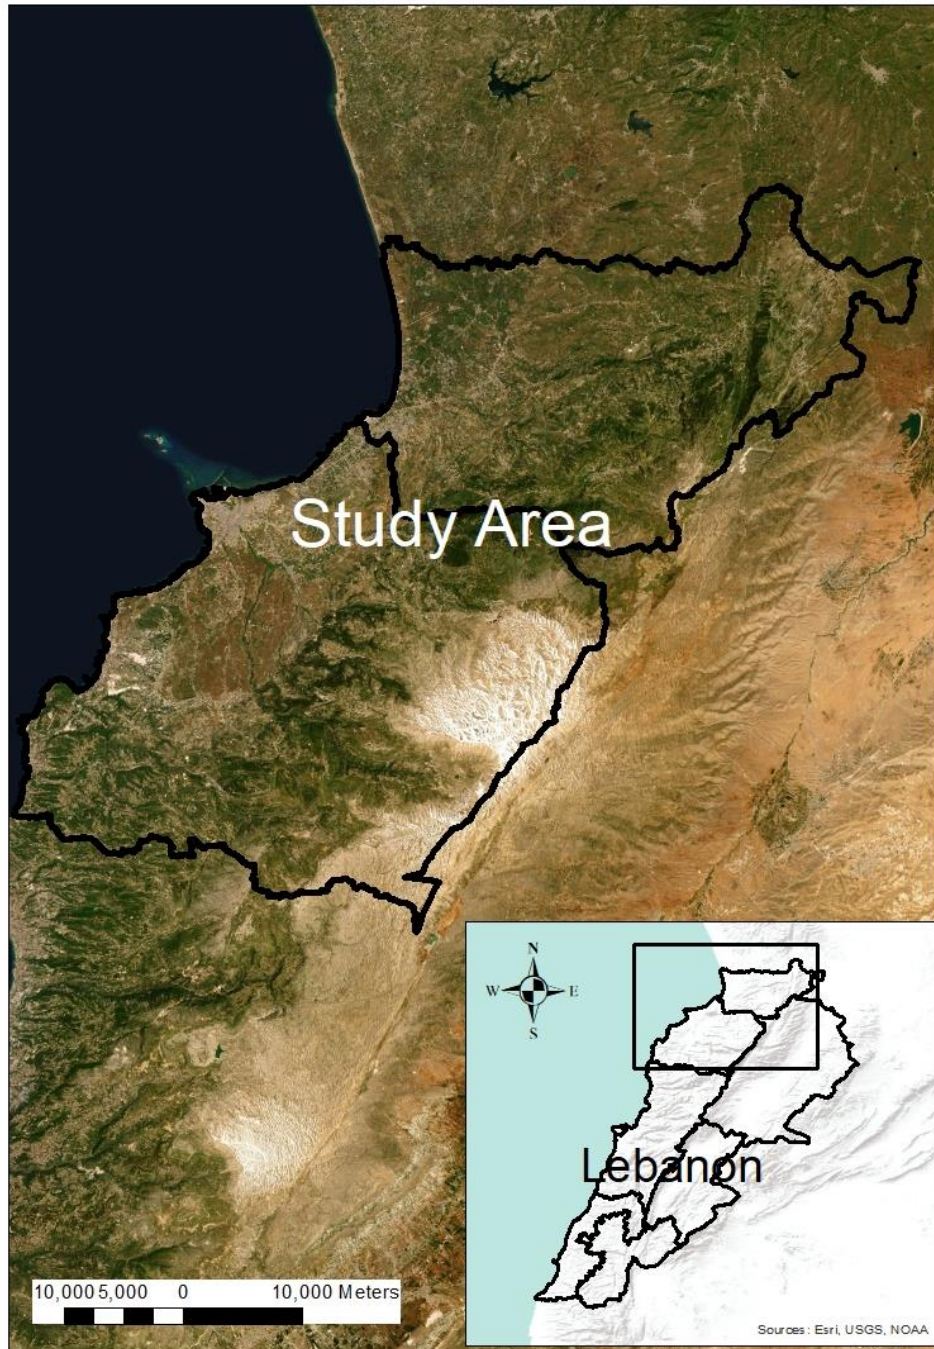 Study Area
N
W E
S
Lebanon
10,000 5,000 0 10,000 Meters
Sources: Esri, USGS, NOAA